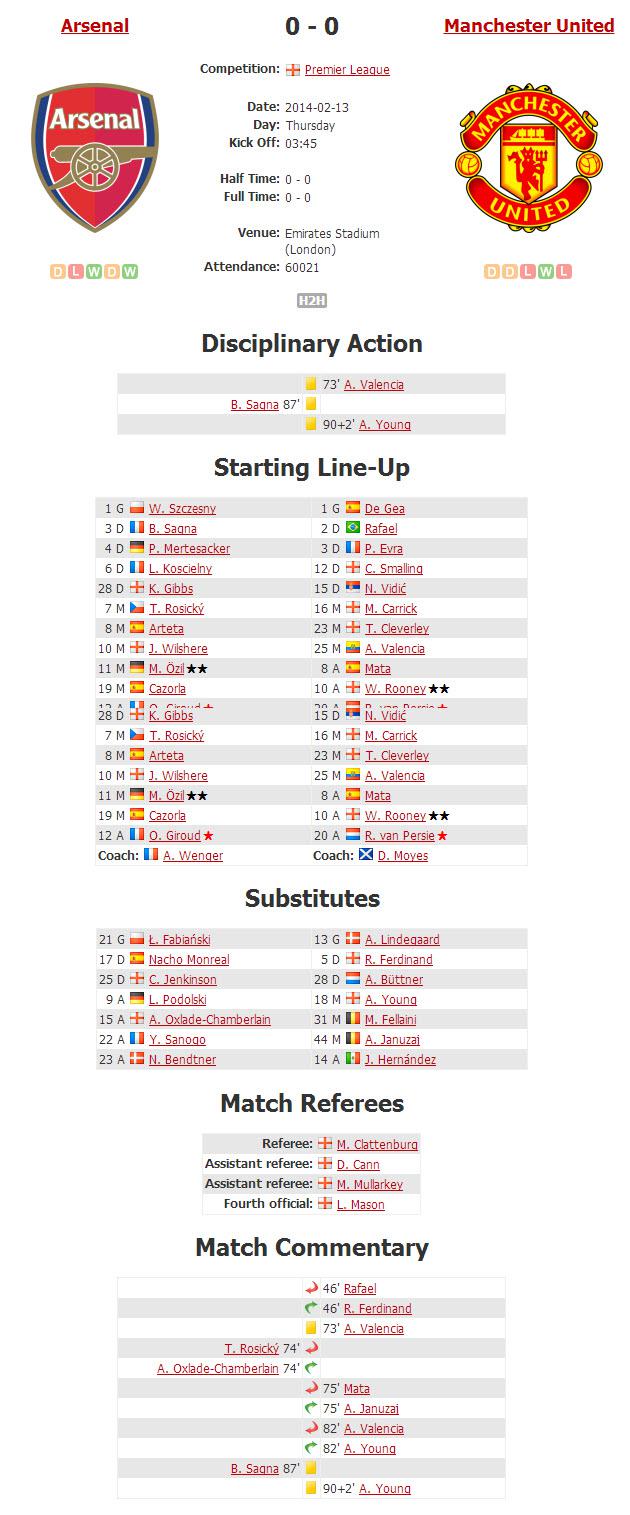 Arsenal 0 - 0 Manchester United
Competition: Premier League
Arsenal
MANCHESTER
UNITED
Date: 2014-02-13
Day: Thursday
Kick Off: 03:45
Half Time: 0 - 0
Full Time: 0 - 0
Venue: Emirates Stadium
(London)
Attendance: 60021
D L W D W
D D L W L
H2H
Disciplinary Action
73' A. Valencia
B. Sagna 87'
90+2' A. Young
Starting Line-Up
1 G W. Szczesny 1 G De Gea
3 D B. Sagna 2 D Rafael
4 D P. Mertesacker 3 D P. Evra
6 D L. Koscielny 12 D C. Smalling
28 D K. Gibbs 15 D N. Vidić
7 M T. Rosický 16 M M. Carrick
8 M Arteta 23 M T. Cleverley
10 M J. Wilshere 25 M A. Valencia
11 M M. Özil★★ 8 A Mata
19 M Cazorla 10 A W. Rooney★★
12 A O. Giroud★ 20 A R. van Persie★
28 D K. Gibbs 15 D N. Vidić
7 M T. Rosický 16 M M. Carrick
8 M Arteta 23 M T. Cleverley
10 M J. Wilshere 25 M A. Valencia
11 M M. Özil★★ 8 A Mata
19 M Cazorla 10 A W. Rooney★★
12 A O. Giroud★ 20 A R. van Persie★
Coach: A. Wenger Coach: D. Moyes
Substitutes
21 G Ł. Fabiański 13 G A. Lindegaard
17 D Nacho Monreal 5 D R. Ferdinand
25 D C. Jenkinson 28 D A. Büttner
9 A L. Podolski 18 M A. Young
15 A A. Oxlade-Chamberlain 31 M M. Fellaini
22 A Y. Sanogo 44 M A. Januzaj
23 A N. Bendtner 14 A J. Hernández
Match Referees
Referee: M. Clattenburg
Assistant referee: D. Cann
Assistant referee: M. Mullarkey
Fourth official: L. Mason
Match Commentary
46' Rafael
46' R. Ferdinand
73' A. Valencia
T. Rosický 74'
A. Oxlade-Chamberlain 74'
75' Mata
75' A. Januzaj
82' A. Valencia
82' A. Young
B. Sagna 87'
90+2' A. Young